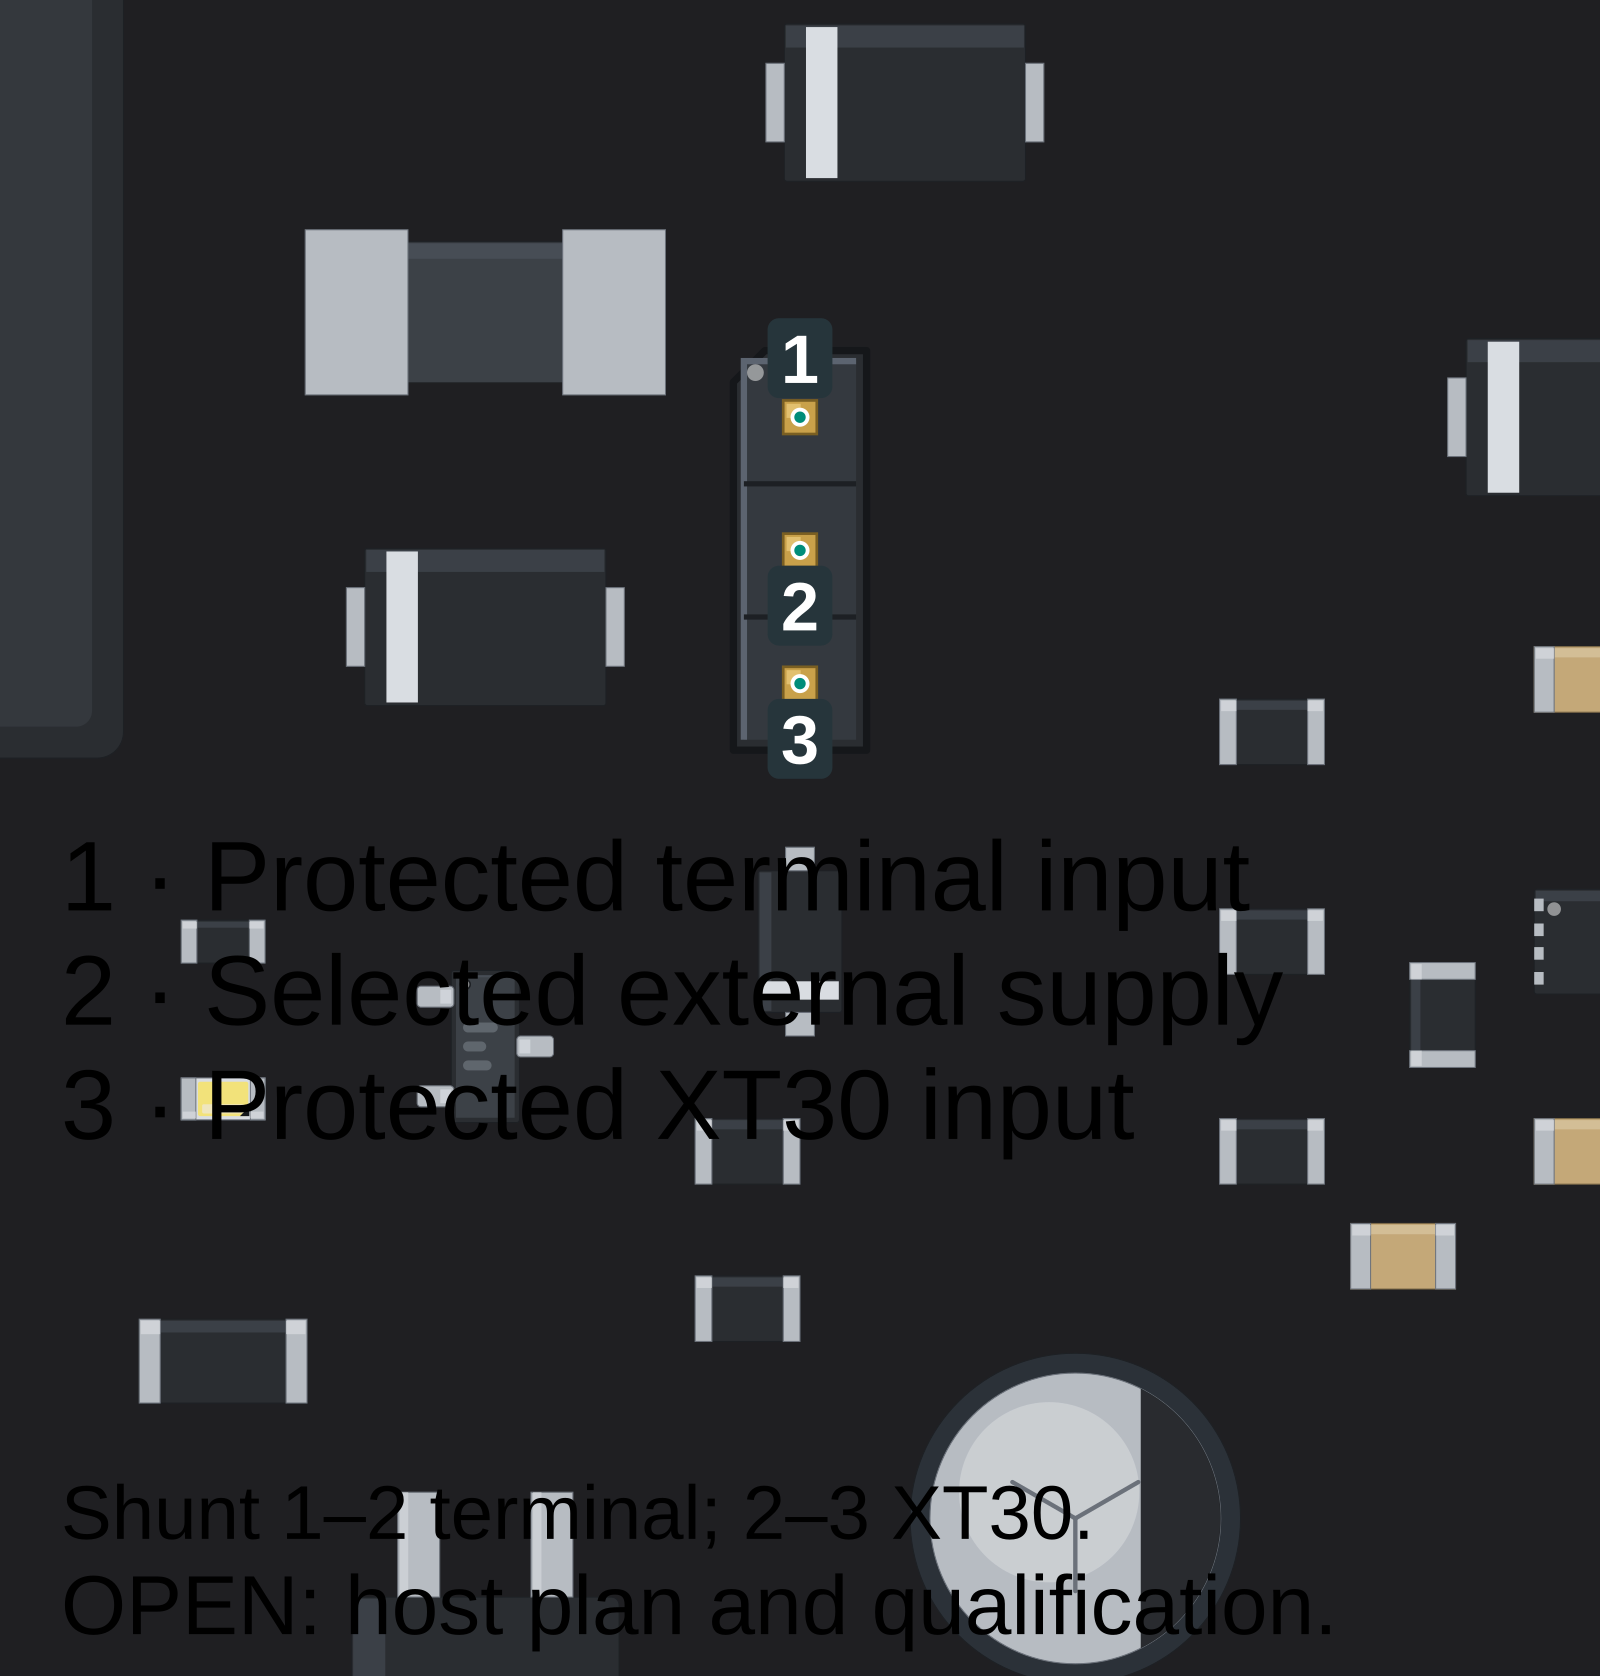 1
2
3
1 · Protected terminal input
2 · Selected external supply
3 · Protected XT30 input
Shunt 1–2 terminal; 2–3 XT30.
OPEN: host plan and qualification.